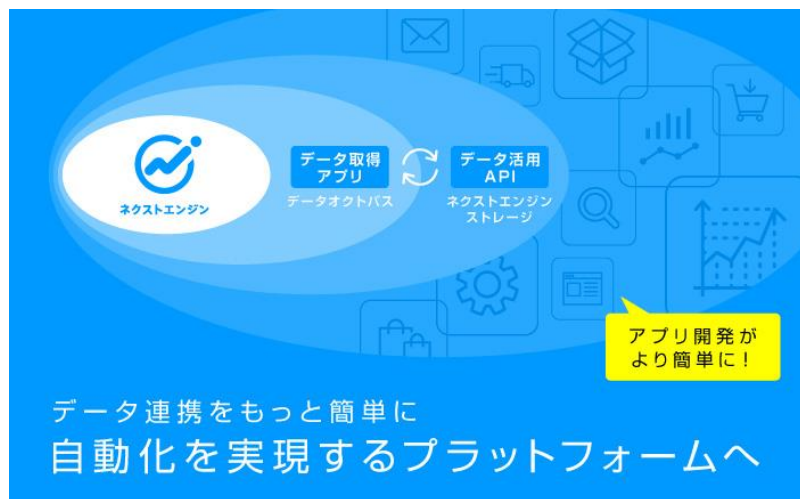 ネクストエンジン
データ取得
アプリ
データオクトパス
データ活用
API
ネクストエンジン
ストレージ
アプリ開発が
より簡単に!
データ連携をもっと簡単に
自動化を実現するプラットフォームへ